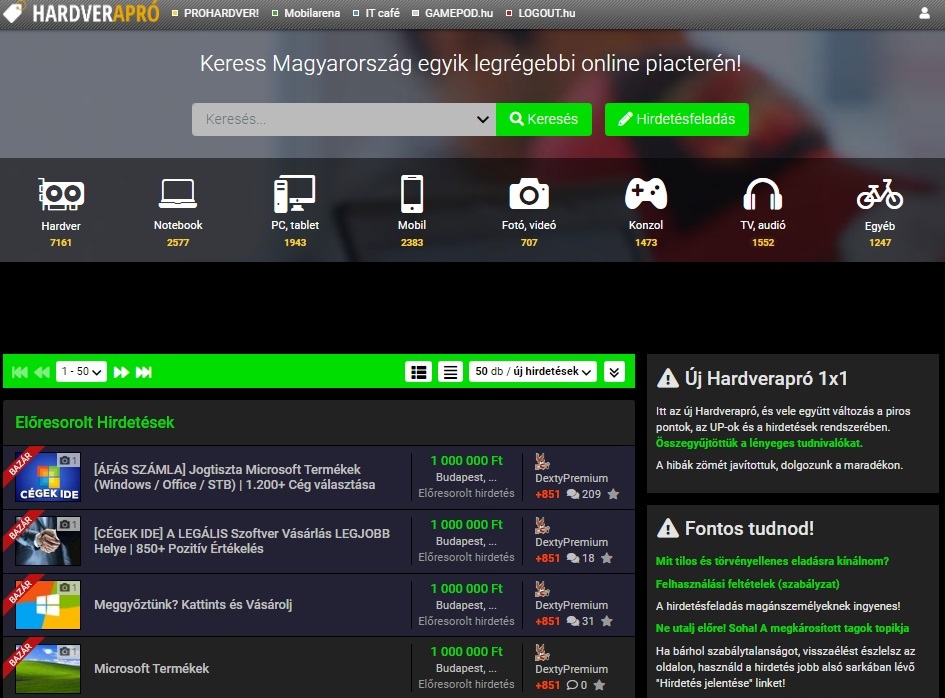 HARDVERAPRÓ PROHARDVER! Mobilarena IT café GAMEPOD.hu LOGOUT.hu
Keress Magyarország egyik legrégebbi online piacterén!
Keresés... Keresés Hirdetésfeladás
Hardver Notebook PC, tablet Mobil Fotó, videó Konzol TV, audió Egyéb
7161 2577 1943 2383 707 1473 1552 1247
1 - 50 50 db / új hirdetések
Előresorolt Hirdetések
BAZÁR 1
CÉGEK IDE
[ÁFÁS SZÁMLA] Jogtiszta Microsoft Termékek
(Windows / Office / STB) | 1.200+ Cég választása
1 000 000 Ft
Budapest, ...
Előresorolt hirdetés
DextyPremium
+851 209
BAZÁR 1
[CÉGEK IDE] A LEGÁLIS Szoftver Vásárlás LEGJOBB
Helye | 850+ Pozitív Értékelés
1 000 000 Ft
Budapest, ...
Előresorolt hirdetés
DextyPremium
+851 18
BAZÁR 1
Meggyőztünk? Kattints és Vásárolj
1 000 000 Ft
Budapest, ...
Előresorolt hirdetés
DextyPremium
+851 31
BAZÁR 1
Microsoft Termékek
1 000 000 Ft
Budapest, ...
Előresorolt hirdetés
DextyPremium
+851 0
Új Hardverapró 1x1
Itt az új Hardverapró, és vele együtt változás a piros
pontok, az UP-ok és a hirdetések rendszerében.
Összegyűjtöttük a lényeges tudnivalókat.
A hibák zömét javítottuk, dolgozunk a maradékon.
Fontos tudnod!
Mit tilos és törvényellenes eladásra kínálnom?
Felhasználási feltételek (szabályzat)
A hirdetésfeladás magánszemélyeknek ingyenes!
Ne utalj előre! Soha! A megkárosított tagok topikja
Ha bárhol szabálytalanságot, visszaélést észlelsz az
oldalon, használd a hirdetés jobb alsó sarkában lévő
"Hirdetés jelentése" linket!